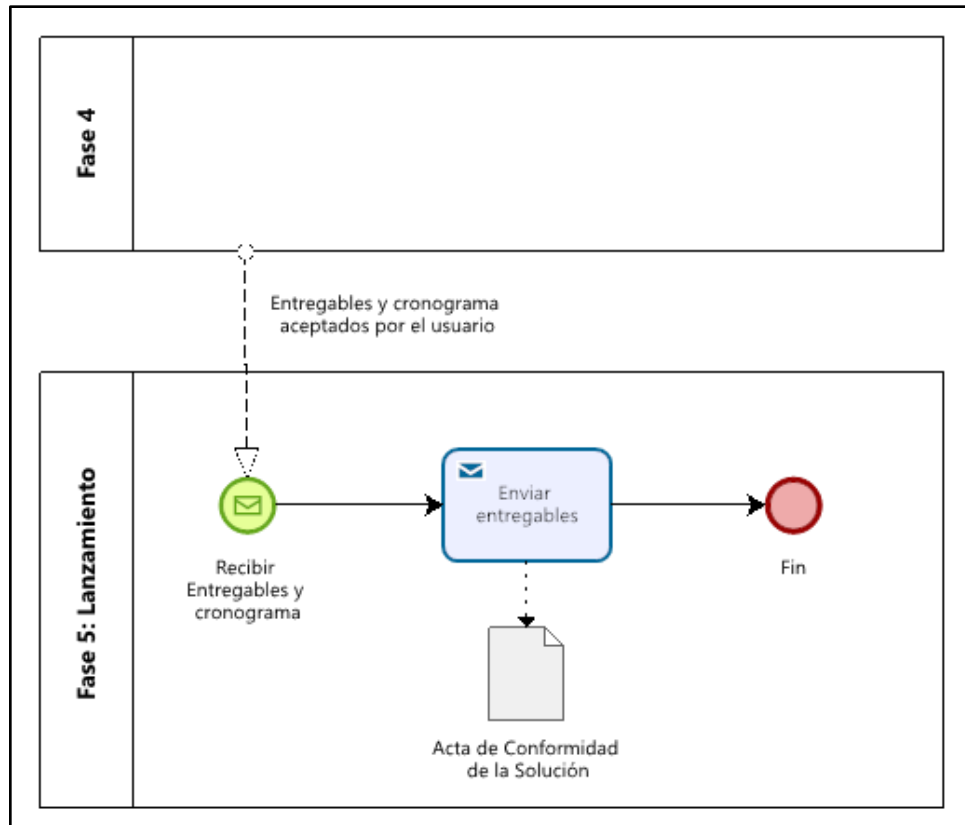 Fase 4
Entregables y cronograma
aceptados por el usuario
Fase 5: Lanzamiento
Enviar
entregables
Recibir
Entregables y
cronograma
Fin
Acta de Conformidad
de la Solución